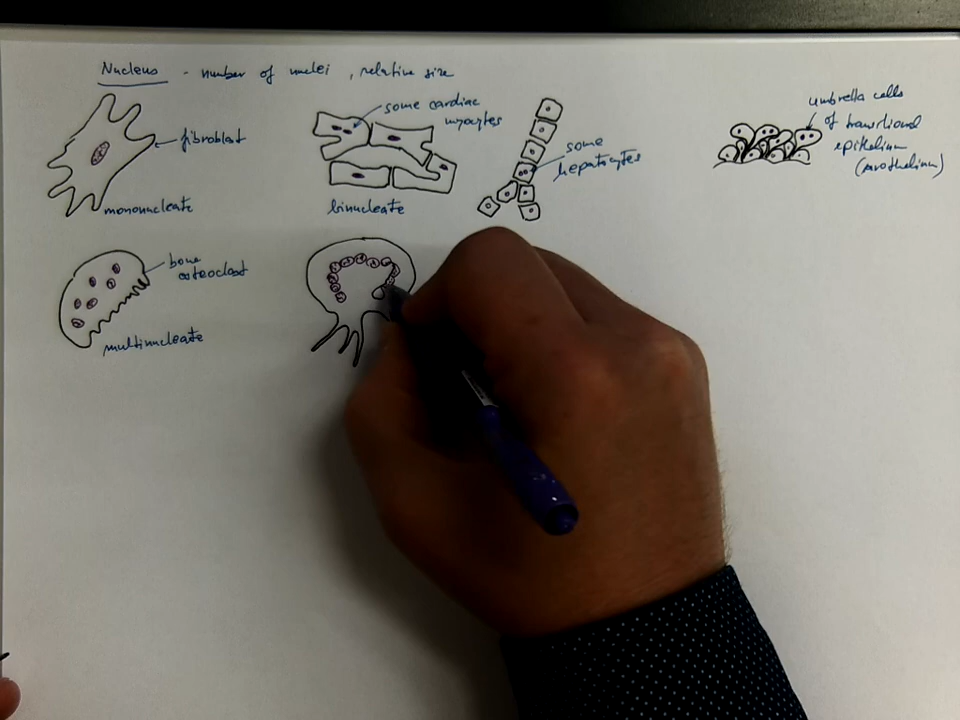 Nucleus - number of nuclei, relative size
fibroblast
mononucleate
some cardiac
myocytes
binucleate
some
hepatocytes
umbrella cells
of transitional
epithelium
(urothelium)
bone
osteoclast
multinucleate